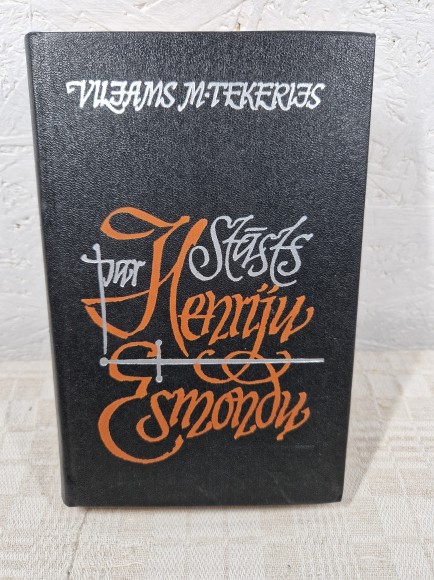 VILJAMS M·TEKERIJS
Stāsts
par Henriju
Esmondu